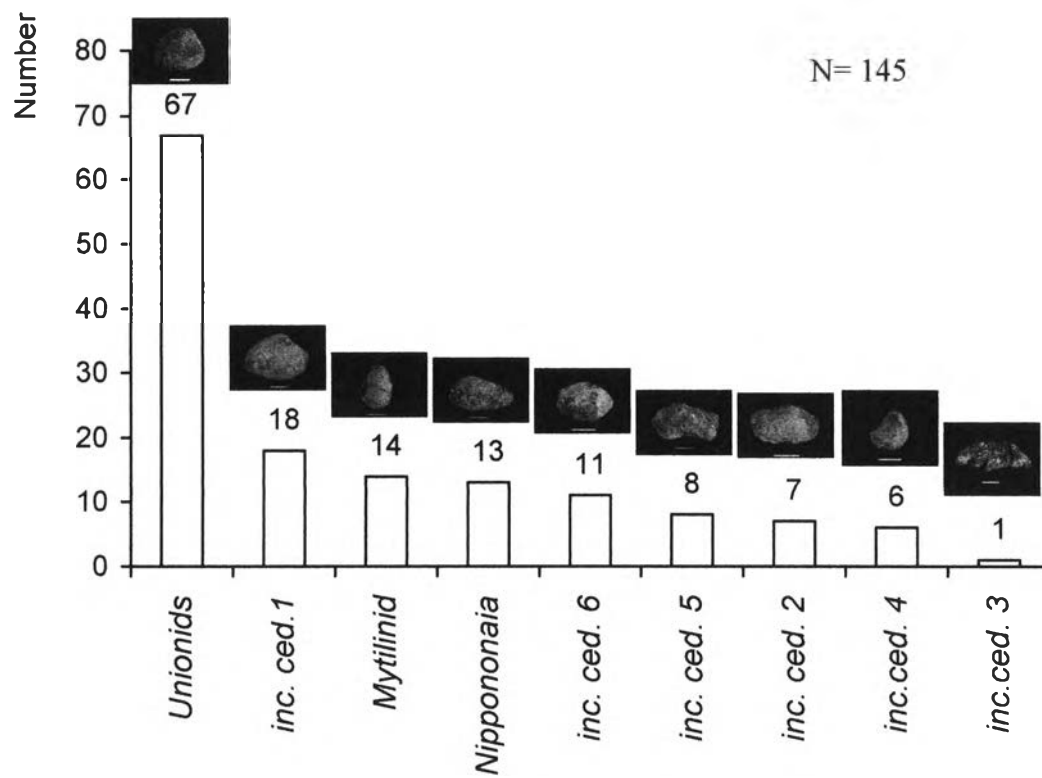 Number
N= 145
80
70
60
50
40
30
20
10
0
67
18
14
13
11
8
7
6
1
Unionids
inc. ced.1
Mytilinid
Nippononaia
inc. ced. 6
inc. ced. 5
inc. ced. 2
inc.ced. 4
inc.ced. 3